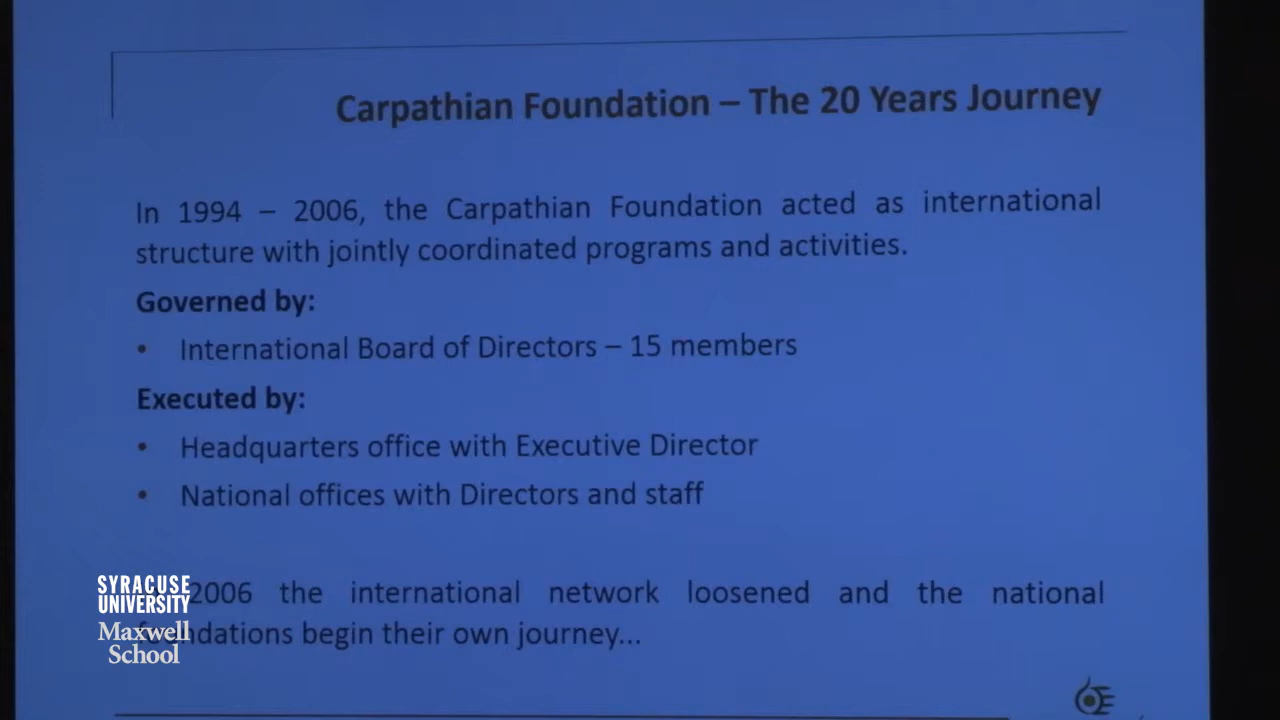 Carpathian Foundation – The 20 Years Journey
In 1994 – 2006, the Carpathian Foundation acted as international
structure with jointly coordinated programs and activities.
Governed by:
• International Board of Directors – 15 members
Executed by:
• Headquarters office with Executive Director
• National offices with Directors and staff
2006 the international network loosened and the national
foundations begin their own journey...
SYRACUSE
UNIVERSITY
Maxwell
School